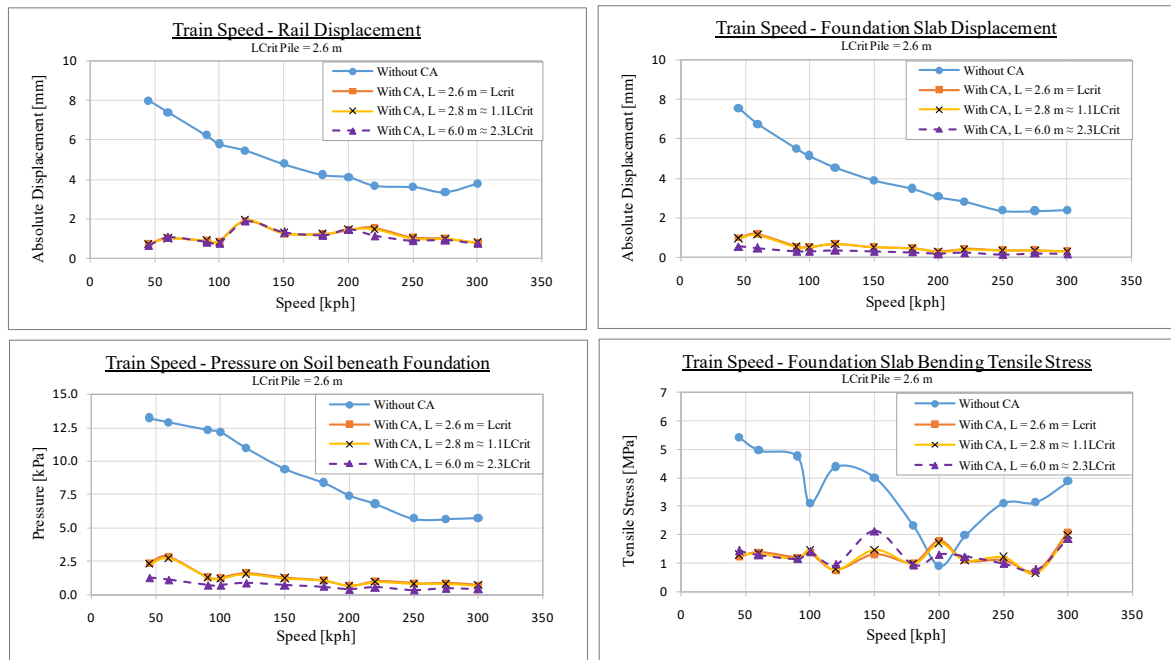 Train Speed - Rail Displacement
LCrit Pile = 2.6 m
Absolute Displacement [mm]
10
8
6
4
2
0
0 50 100 150 200 250 300 350
Speed [kph]
Without CA
With CA, L = 2.6 m = Lcrit
With CA, L = 2.8 m ≈ 1.1LCrit
With CA, L = 6.0 m ≈ 2.3LCrit
Train Speed - Foundation Slab Displacement
LCrit Pile = 2.6 m
Absolute Displacement [mm]
10
8
6
4
2
0
0 50 100 150 200 250 300 350
Speed [kph]
Without CA
With CA, L = 2.6 m = Lcrit
With CA, L = 2.8 m ≈ 1.1LCrit
With CA, L = 6.0 m ≈ 2.3LCrit
Train Speed - Pressure on Soil beneath Foundation
LCrit Pile = 2.6 m
Pressure [kPa]
15.0
12.5
10.0
7.5
5.0
2.5
0.0
0 50 100 150 200 250 300 350
Speed [kph]
Without CA
With CA, L = 2.6 m = Lcrit
With CA, L = 2.8 m ≈ 1.1LCrit
With CA, L = 6.0 m ≈ 2.3LCrit
Train Speed - Foundation Slab Bending Tensile Stress
LCrit Pile = 2.6 m
Tensile Stress [MPa]
7
6
5
4
3
2
1
0
0 50 100 150 200 250 300 350
Speed [kph]
Without CA
With CA, L = 2.6 m = Lcrit
With CA, L = 2.8 m ≈ 1.1LCrit
With CA, L = 6.0 m ≈ 2.3LCrit